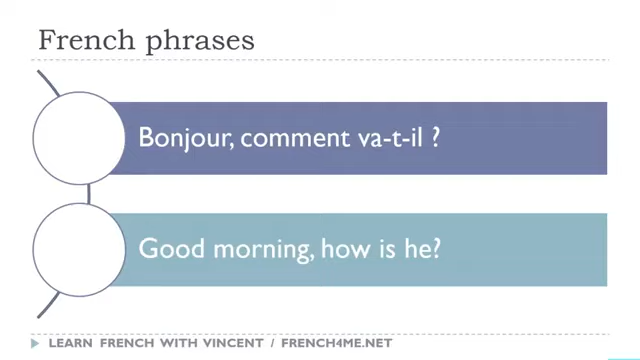 French phrases
Bonjour, comment va-t-il ?
Good morning, how is he?
LEARN FRENCH WITH VINCENT / FRENCH4ME.NET